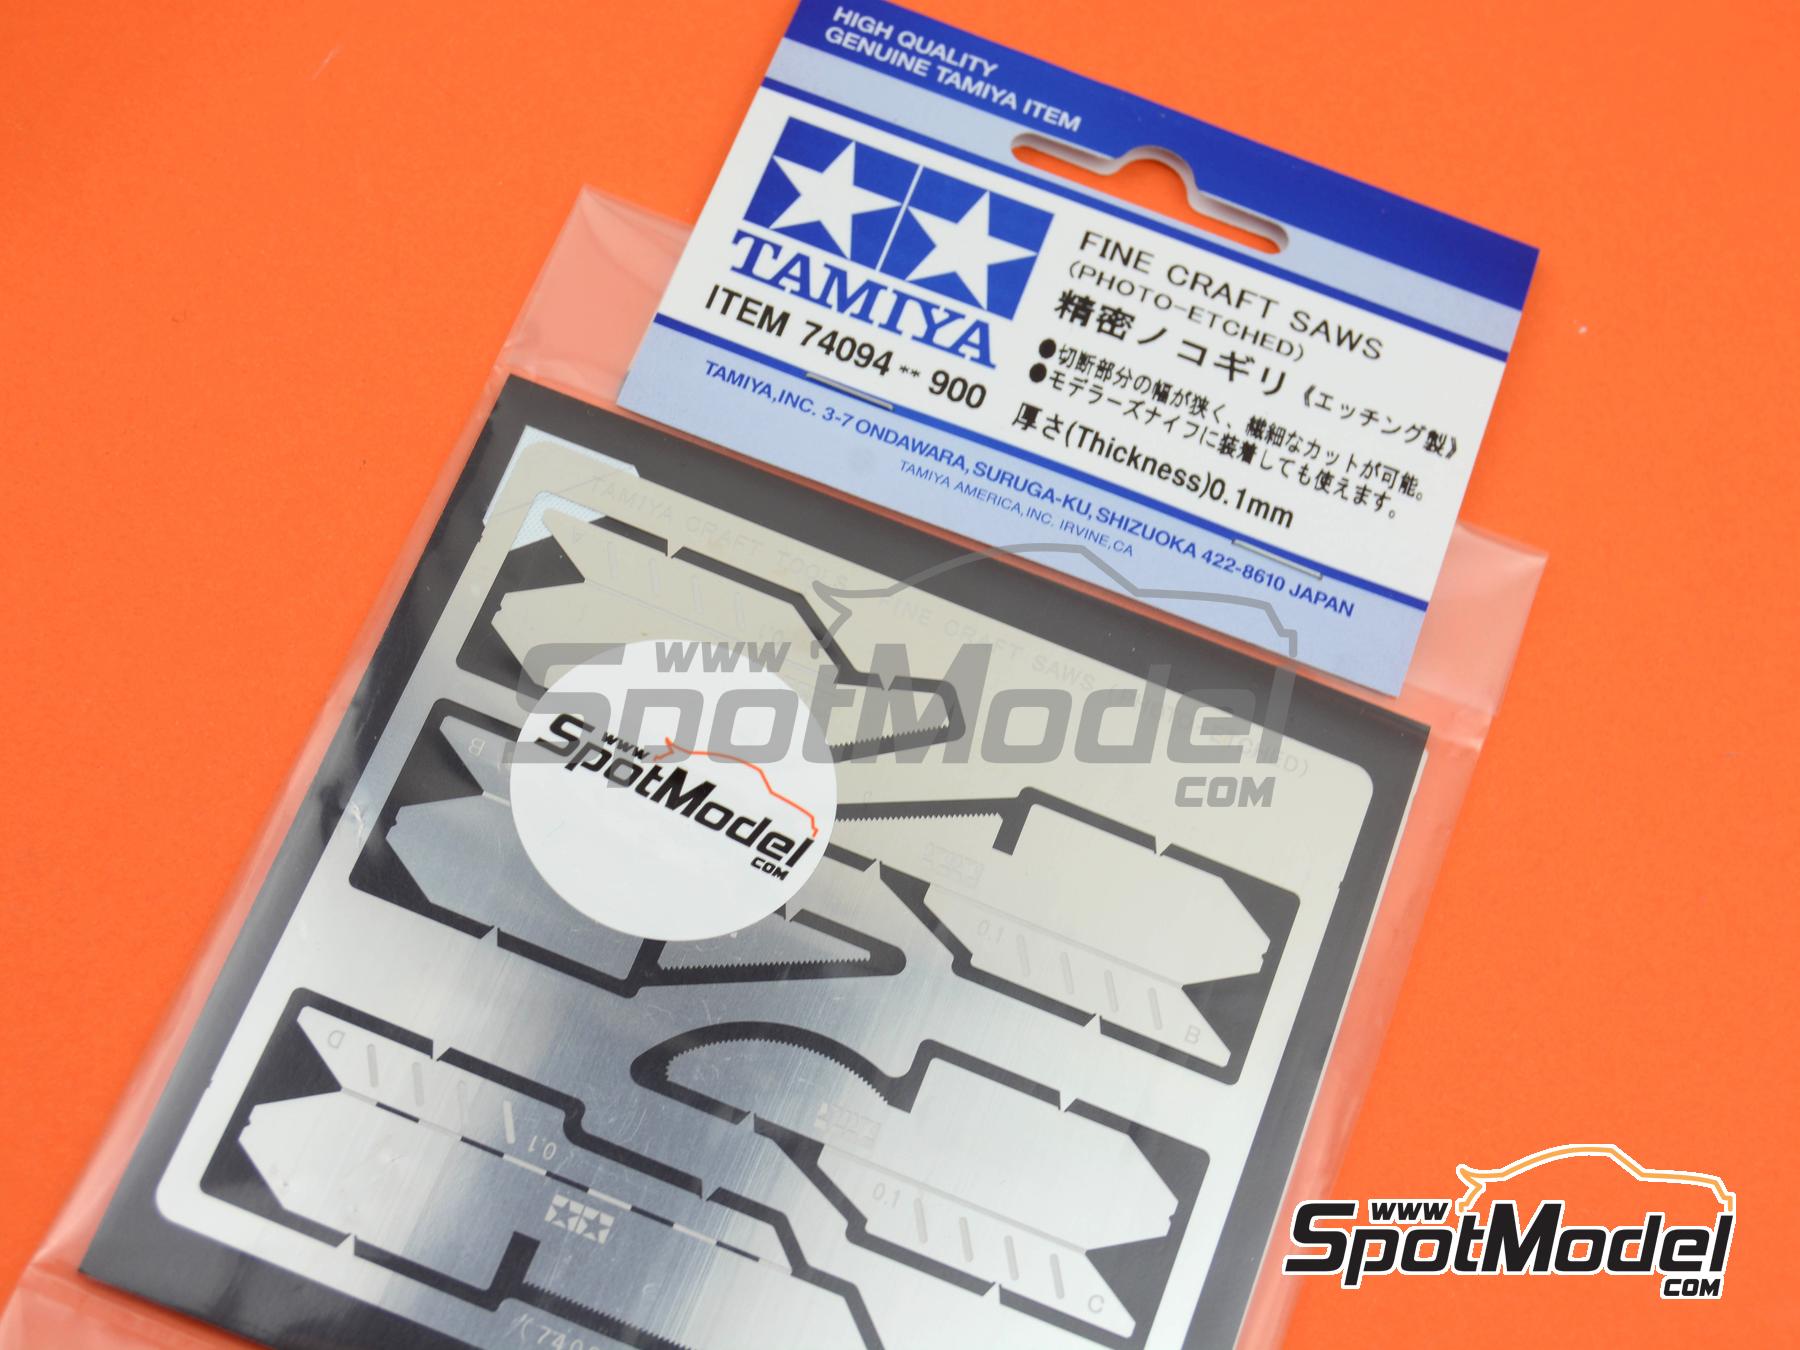 HIGH QUALITY
GENUINE TAMIYA ITEM
TAMIYA
ITEM 74094 ** 900
FINE CRAFT SAWS
(PHOTO-ETCHED)
精密ノコギリ《エッチング製》
●切断部分の幅が狭く、繊細なカットが可能。
●モデラーズナイフに装着しても使えます。
厚さ(Thickness)0.1mm
TAMIYA,INC. 3-7 ONDAWARA, SURUGA-KU, SHIZUOKA 422-8610 JAPAN
TAMIYA AMERICA, INC. IRVINE, CA
TAMIYA CRAFT TOOLS FINE CRAFT SAWS (PHOTO-ETCHED)
A
www
SpotModel
COM
B
www
SpotModel
COM
0.1
B
D
0.1
0.1
C
www
SpotModel
COM